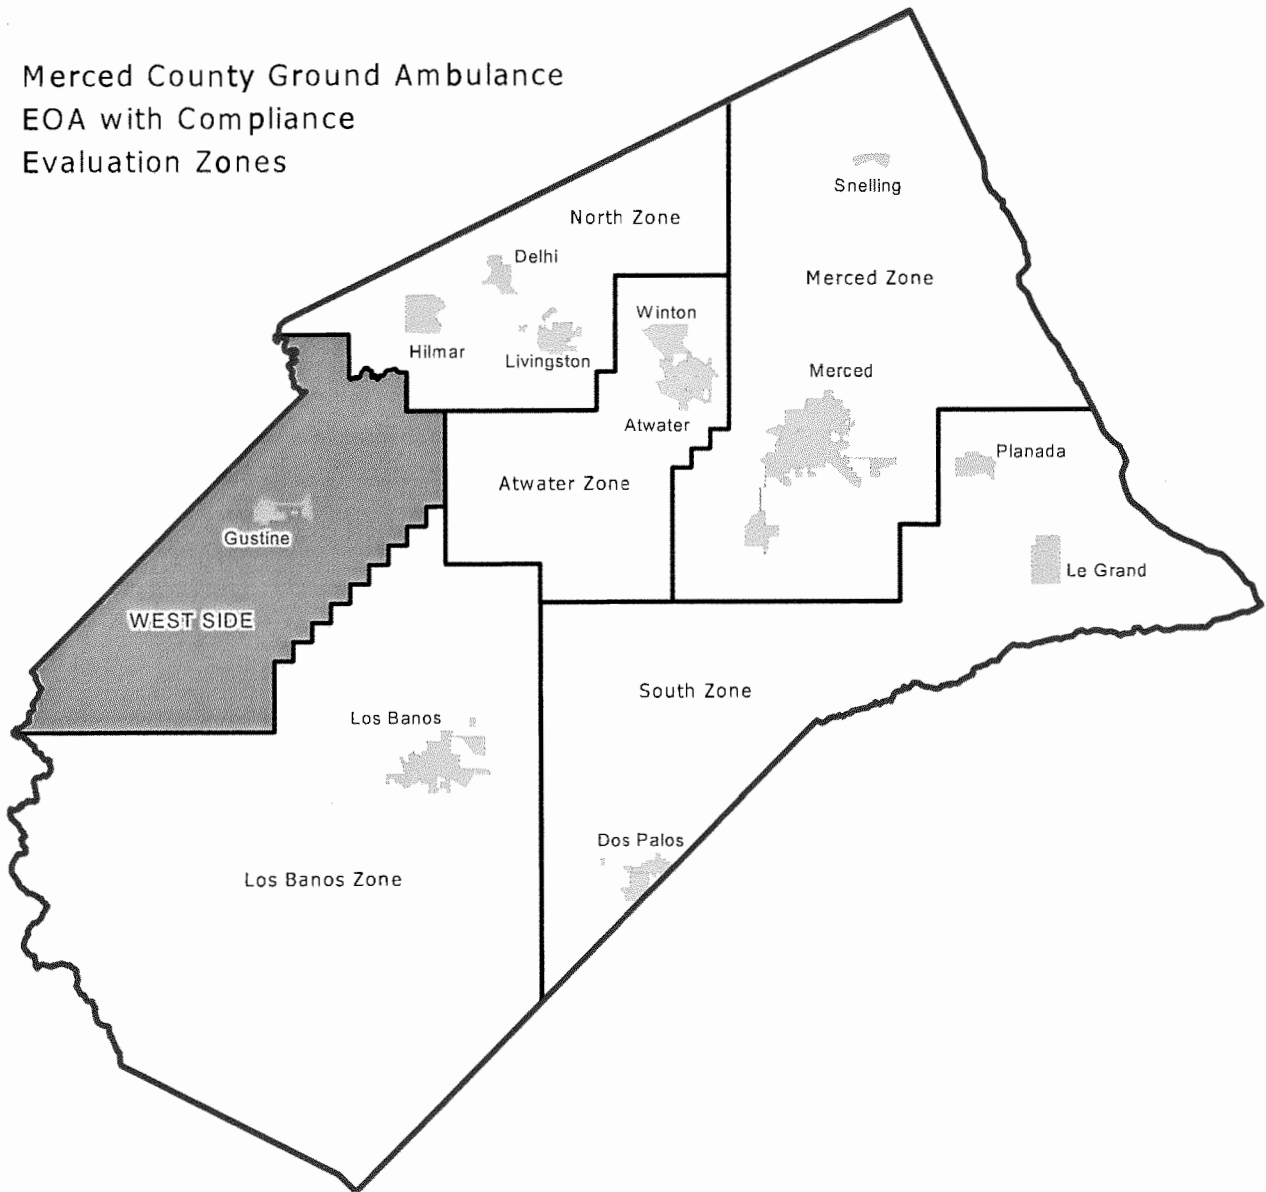 Merced County Ground Ambulance
EOA with Compliance
Evaluation Zones
Snelling
North Zone
Delhi
Merced Zone
Winton
Hilmar
Livingston
Merced
Atwater
Planada
Atwater Zone
Gustine
Le Grand
WEST SIDE
South Zone
Los Banos
Dos Palos
Los Banos Zone